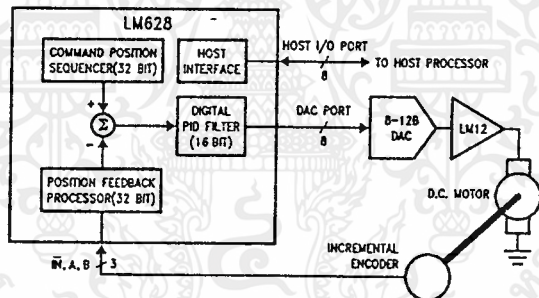 LM628
COMMAND POSITION
SEQUENCER(32 BIT)
HOST
INTERFACE
HOST I/O PORT
8
TO HOST PROCESSOR
+
Σ
-
DIGITAL
PID FILTER
(16 BIT)
DAC PORT
8
8-12B
DAC
LM12
POSITION FEEDBACK
PROCESSOR(32 BIT)
D.C. MOTOR
IN, A, B
3
INCREMENTAL
ENCODER